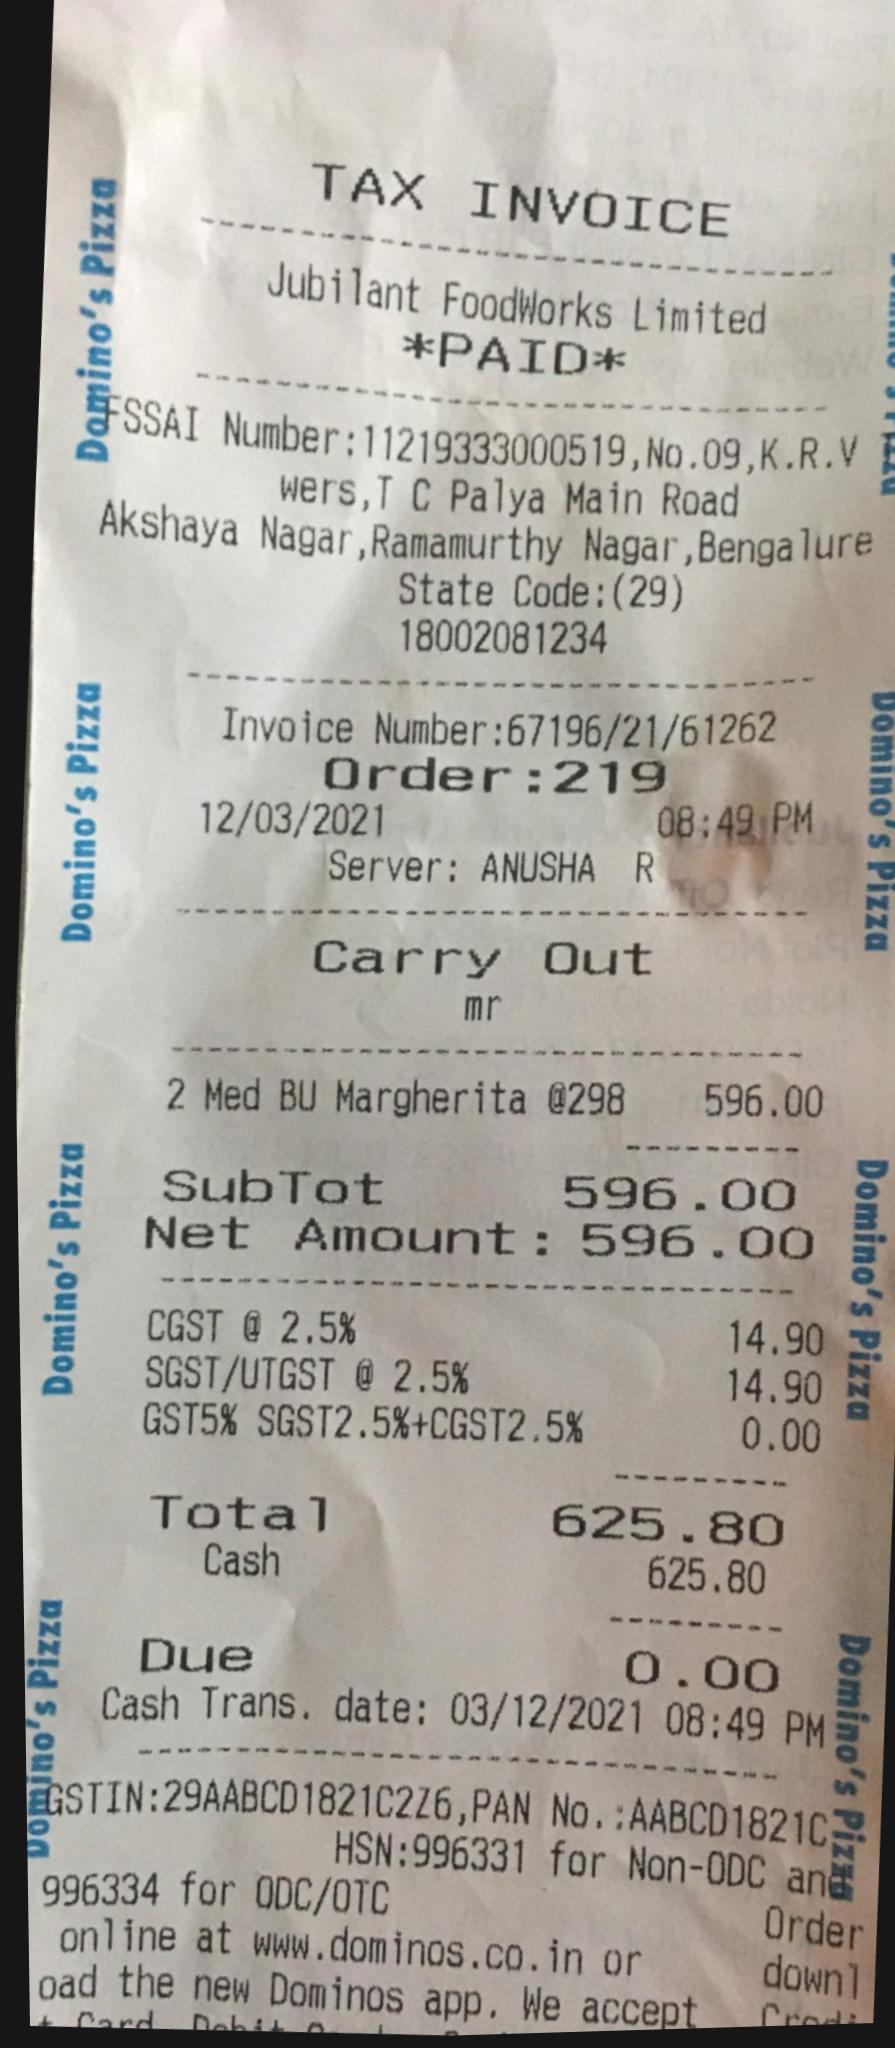 TAX INVOICE
Jubilant FoodWorks Limited
*PAID*
FSSAI Number:11219333000519,No.09,K.R.V
wers,T C Palya Main Road
Akshaya Nagar,Ramamurthy Nagar,Bengalure
State Code:(29)
18002081234
Invoice Number:67196/21/61262
Order:219
12/03/2021 08:49 PM
Server: ANUSHA R
Carry Out
mr
2 Med BU Margherita @298 596.00
SubTot 596.00
Net Amount: 596.00
CGST @ 2.5% 14.90
SGST/UTGST @ 2.5% 14.90
GST5% SGST2.5%+CGST2.5% 0.00
Total 625.80
Cash 625.80
Due 0.00
Cash Trans. date: 03/12/2021 08:49 PM
GSTIN:29AABCD1821C2Z6,PAN No.:AABCD1821C
HSN:996331 for Non-ODC and
996334 for ODC/OTC Order
online at www.dominos.co.in or downl
oad the new Dominos app. We accept Credi
t Card, Debit
Domino's Pizza
Domino's Pizza
Domino's Pizza
Domino's Pizza
Domino's Pizza
Domino's Pizza
Domino's Pizza